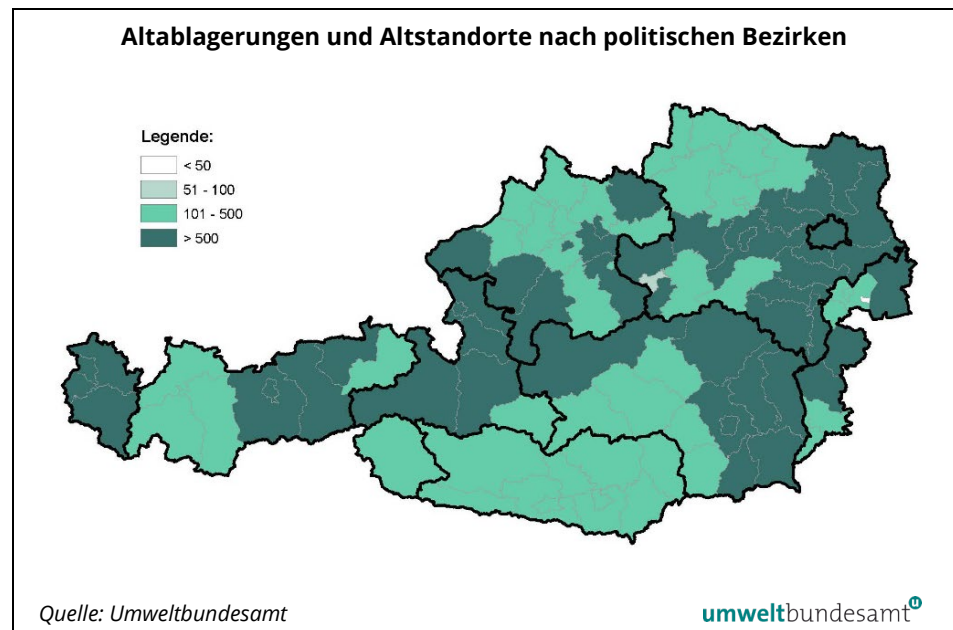 Altablagerungen und Altstandorte nach politischen Bezirken
Legende:
< 50
51 - 100
101 - 500
> 500
Quelle: Umweltbundesamt
umweltbundesamt
u